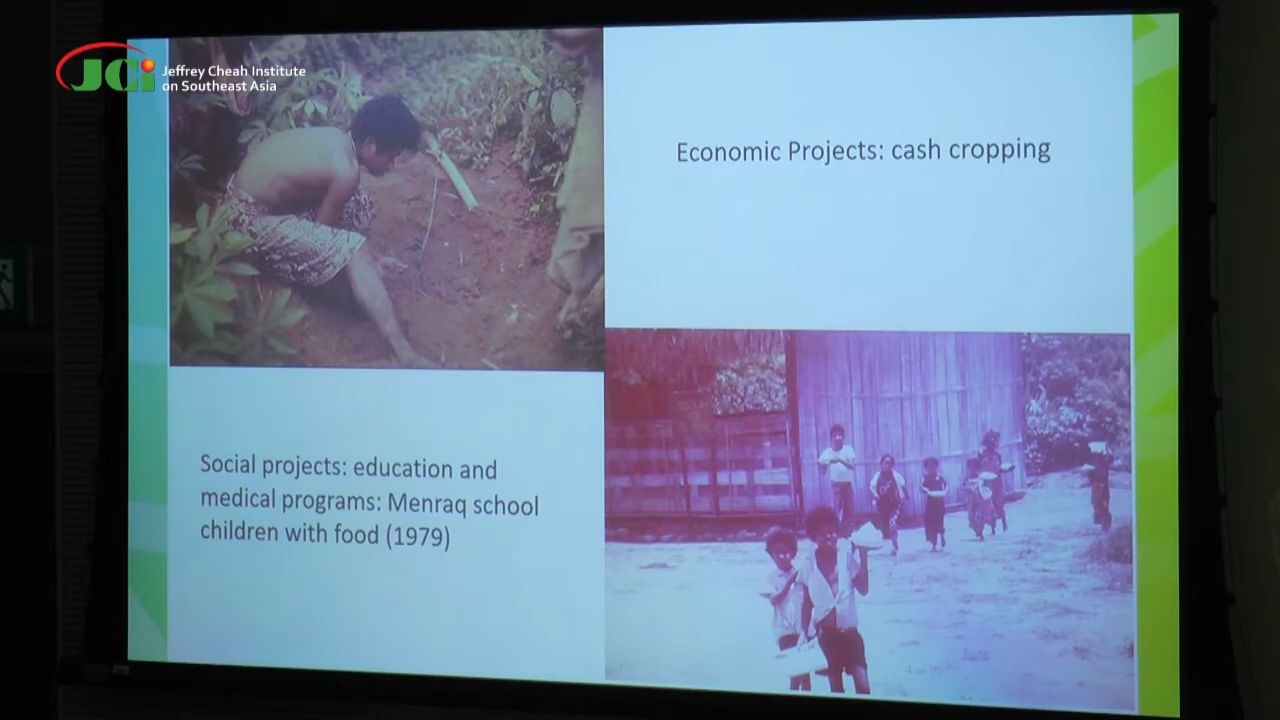 JCi
Jeffrey Cheah Institute
on Southeast Asia
Economic Projects: cash cropping
Social projects: education and
medical programs: Menraq school
children with food (1979)